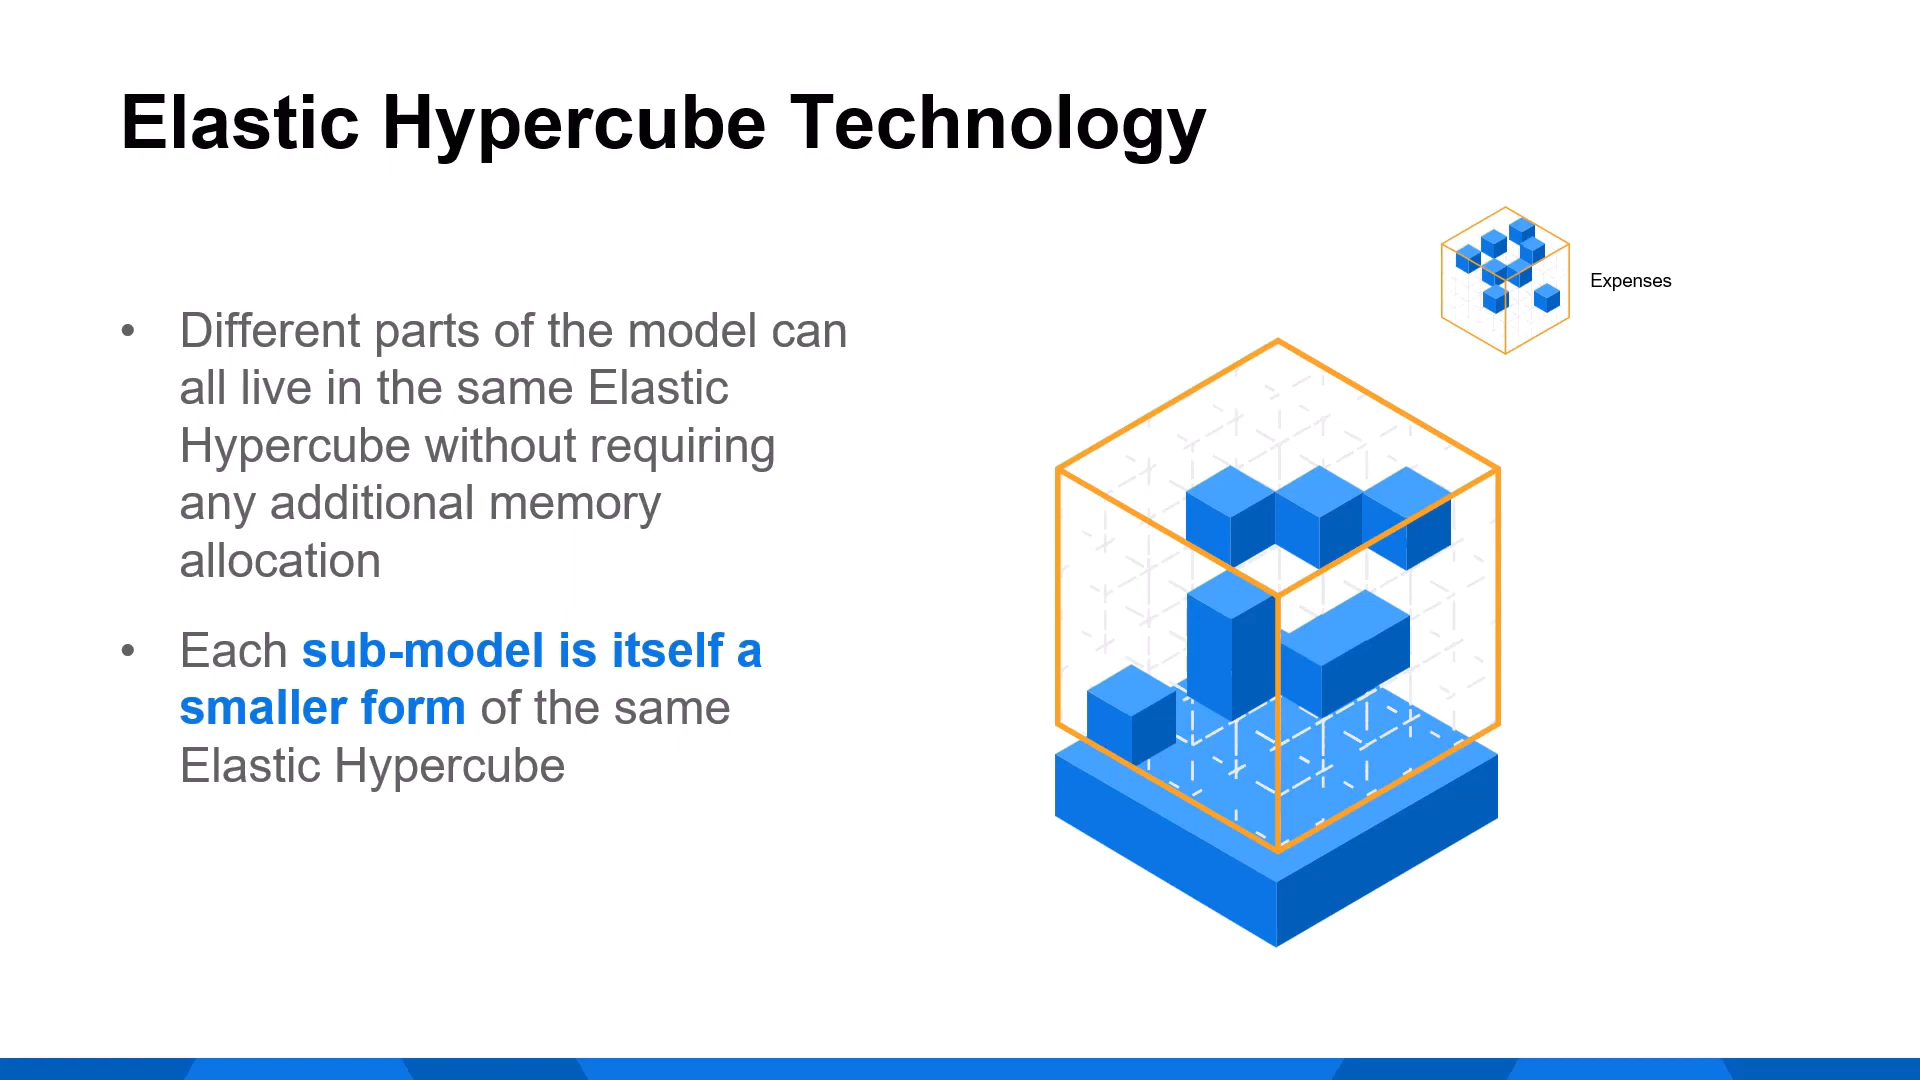 Elastic Hypercube Technology
Expenses
• Different parts of the model can
all live in the same Elastic
Hypercube without requiring
any additional memory
allocation
• Each sub-model is itself a
smaller form of the same
Elastic Hypercube